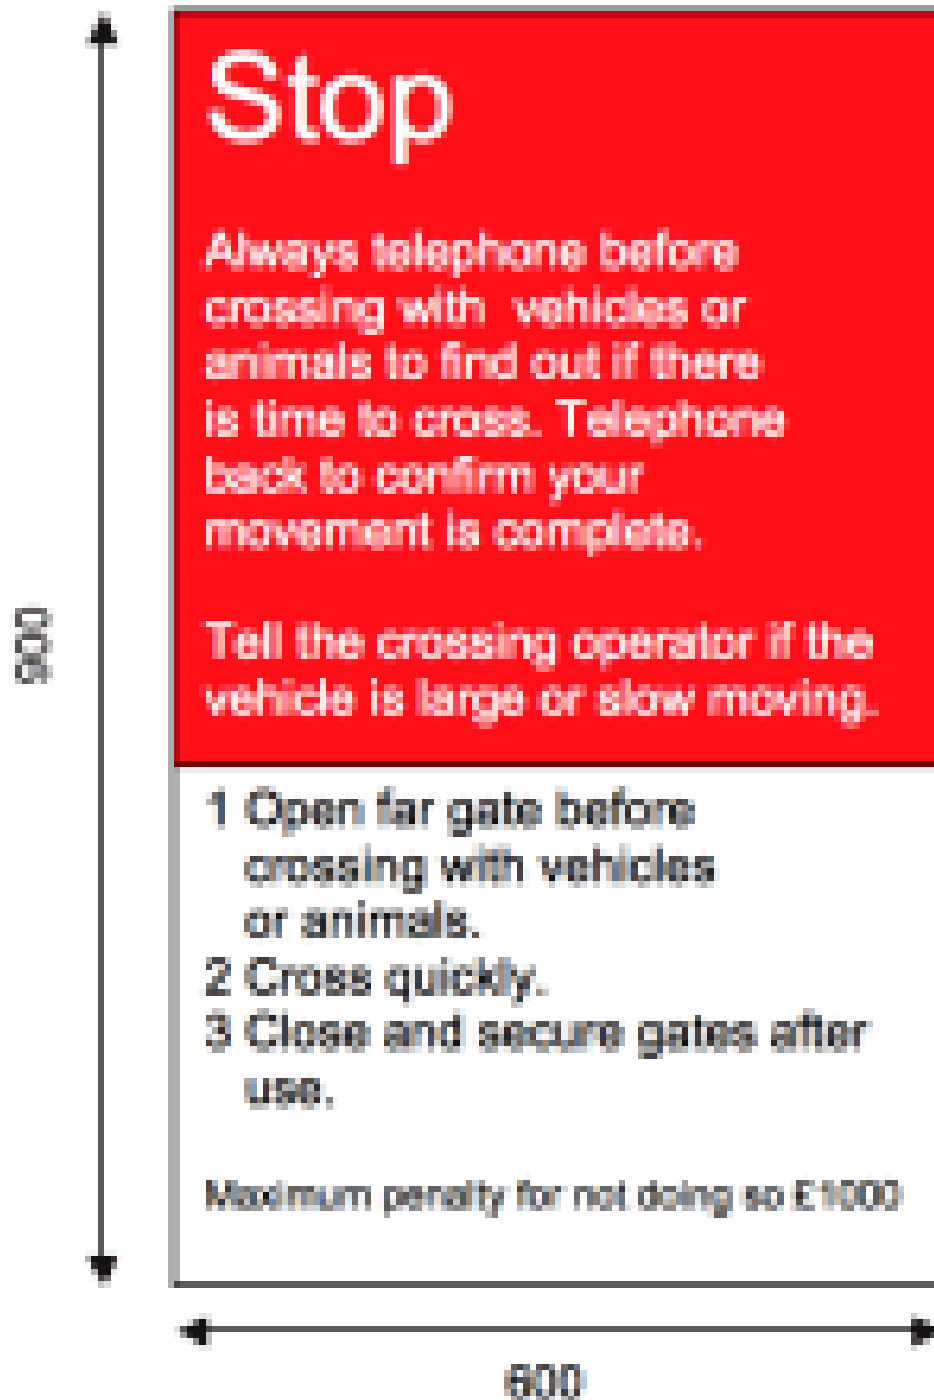 Stop
Always telephone before
crossing with vehicles or
animals to find out if there
is time to cross. Telephone
back to confirm your
movement is complete.
Tell the crossing operator if the
vehicle is large or slow moving.
1 Open far gate before
crossing with vehicles
or animals.
2 Cross quickly.
3 Close and secure gates after
use.
Maximum penalty for not doing so £1000
900
600